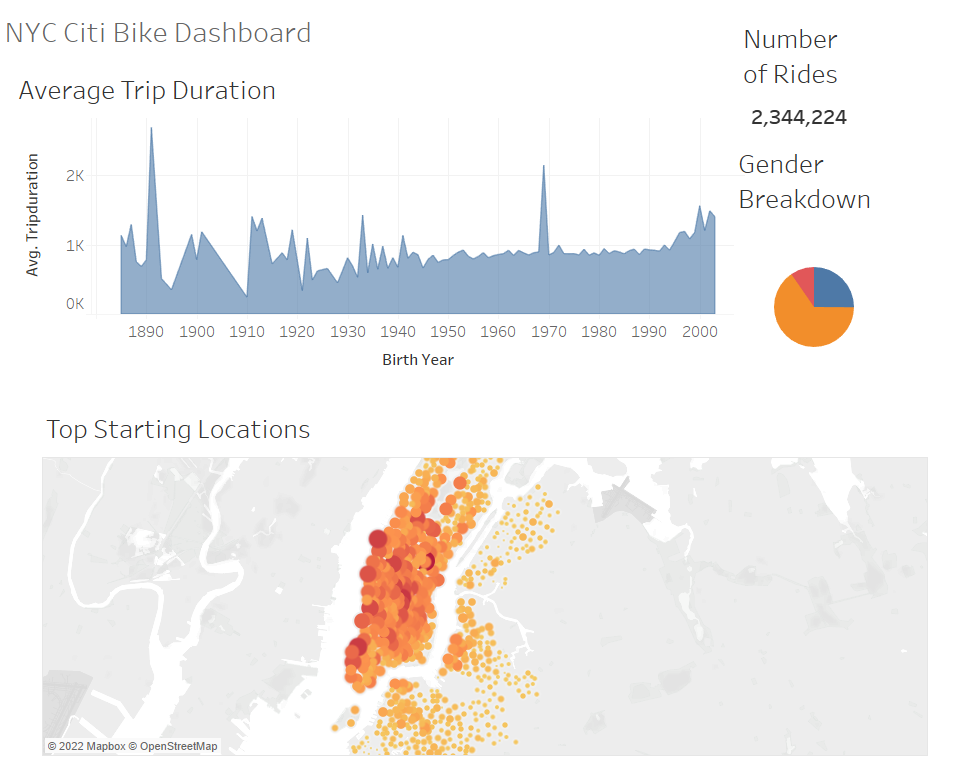 NYC Citi Bike Dashboard
Number
of Rides
2,344,224
Average Trip Duration
Avg. Tripduration
2K
1K
0K
1890 1900 1910 1920 1930 1940 1950 1960 1970 1980 1990 2000
Birth Year
Gender
Breakdown
Top Starting Locations
© 2022 Mapbox © OpenStreetMap